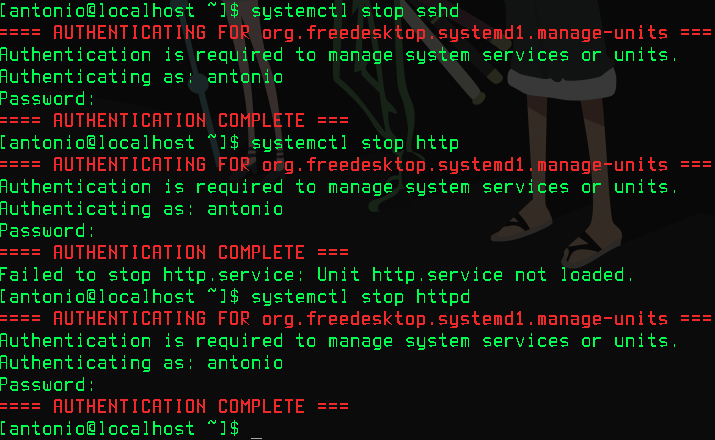 [antonio@localhost ~]$ systemctl stop sshd
==== AUTHENTICATING FOR org.freedesktop.systemd1.manage-units ===
Authentication is required to manage system services or units.
Authenticating as: antonio
Password:
==== AUTHENTICATION COMPLETE ===
[antonio@localhost ~]$ systemctl stop http
==== AUTHENTICATING FOR org.freedesktop.systemd1.manage-units ===
Authentication is required to manage system services or units.
Authenticating as: antonio
Password:
==== AUTHENTICATION COMPLETE ===
Failed to stop http.service: Unit http.service not loaded.
[antonio@localhost ~]$ systemctl stop httpd
==== AUTHENTICATING FOR org.freedesktop.systemd1.manage-units ===
Authentication is required to manage system services or units.
Authenticating as: antonio
Password:
==== AUTHENTICATION COMPLETE ===
[antonio@localhost ~]$ _